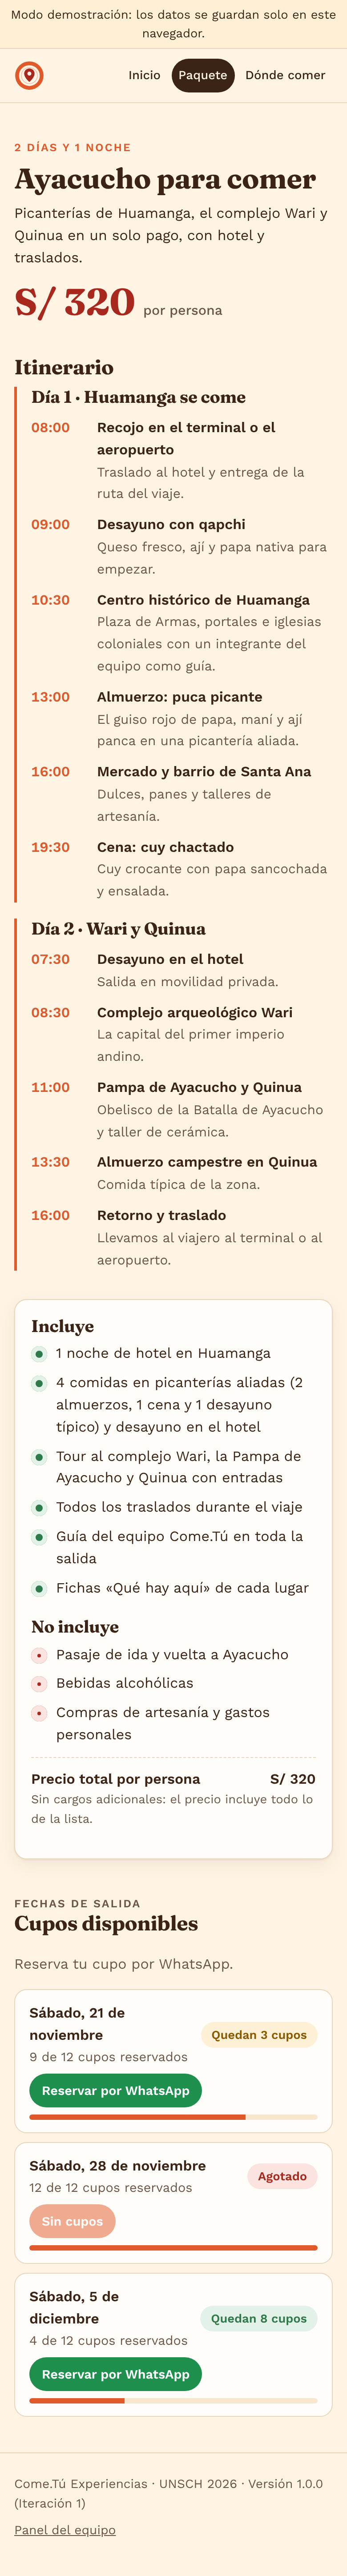 Modo demostración: los datos se guardan solo en este
navegador.
Inicio
Paquete
Dónde comer
2 DÍAS Y 1 NOCHE
Ayacucho para comer
Picanterías de Huamanga, el complejo Wari y
Quinua en un solo pago, con hotel y
traslados.
S/ 320 por persona
Itinerario
Día 1 · Huamanga se come
08:00 Recojo en el terminal o el
aeropuerto
Traslado al hotel y entrega de la
ruta del viaje.
09:00 Desayuno con qapchi
Queso fresco, ají y papa nativa para
empezar.
10:30 Centro histórico de Huamanga
Plaza de Armas, portales e iglesias
coloniales con un integrante del
equipo como guía.
13:00 Almuerzo: puca picante
El guiso rojo de papa, maní y ají
panca en una picantería aliada.
16:00 Mercado y barrio de Santa Ana
Dulces, panes y talleres de
artesanía.
19:30 Cena: cuy chactado
Cuy crocante con papa sancochada
y ensalada.
Día 2 · Wari y Quinua
07:30 Desayuno en el hotel
Salida en movilidad privada.
08:30 Complejo arqueológico Wari
La capital del primer imperio
andino.
11:00 Pampa de Ayacucho y Quinua
Obelisco de la Batalla de Ayacucho
y taller de cerámica.
13:30 Almuerzo campestre en Quinua
Comida típica de la zona.
16:00 Retorno y traslado
Llevamos al viajero al terminal o al
aeropuerto.
Incluye
1 noche de hotel en Huamanga
4 comidas en picanterías aliadas (2
almuerzos, 1 cena y 1 desayuno
típico) y desayuno en el hotel
Tour al complejo Wari, la Pampa de
Ayacucho y Quinua con entradas
Todos los traslados durante el viaje
Guía del equipo Come.Tú en toda la
salida
Fichas «Qué hay aquí» de cada lugar
No incluye
Pasaje de ida y vuelta a Ayacucho
Bebidas alcohólicas
Compras de artesanía y gastos
personales
Precio total por persona S/ 320
Sin cargos adicionales: el precio incluye todo lo
de la lista.
FECHAS DE SALIDA
Cupos disponibles
Reserva tu cupo por WhatsApp.
Sábado, 21 de
noviembre
Quedan 3 cupos
9 de 12 cupos reservados
Reservar por WhatsApp
Sábado, 28 de noviembre
Agotado
12 de 12 cupos reservados
Sin cupos
Sábado, 5 de
diciembre
Quedan 8 cupos
4 de 12 cupos reservados
Reservar por WhatsApp
Come.Tú Experiencias · UNSCH 2026 · Versión 1.0.0
(Iteración 1)
Panel del equipo